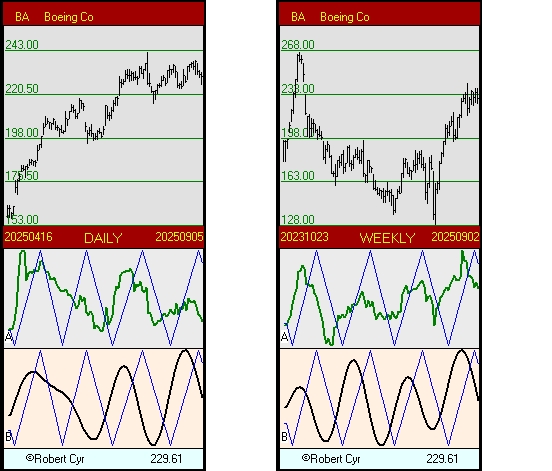 BA Boeing Co
243.00
220.50
198.00
175.50
153.00
20250416 DAILY 20250905
A
B
©Robert Cyr 229.61
BA Boeing Co
268.00
233.00
198.00
163.00
128.00
20231023 WEEKLY 20250902
A
B
©Robert Cyr 229.61